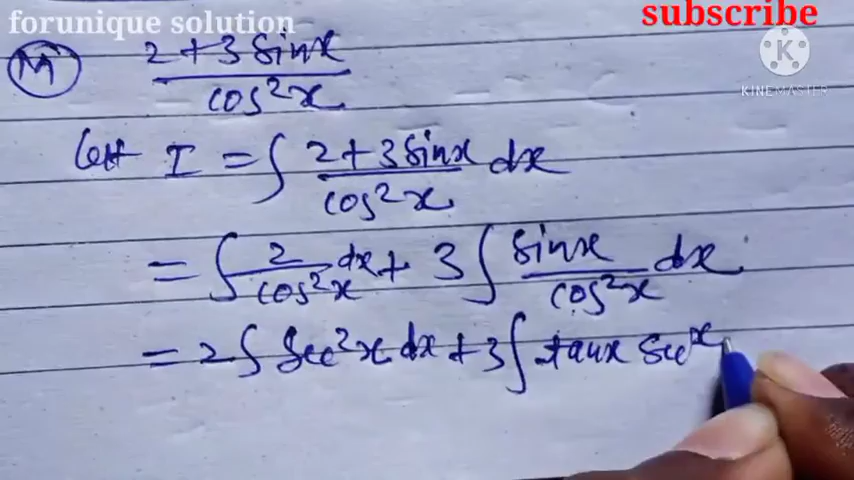 forunique solution
subscribe
KINEMASTER
M 2 + 3 sinx / cos²x
Let I = ∫ 2 + 3 sinx / cos²x dx
= ∫ 2 / cos²x dx + 3 ∫ sinx / cos²x dx
= 2 ∫ sec²x dx + 3 ∫ tanx secx